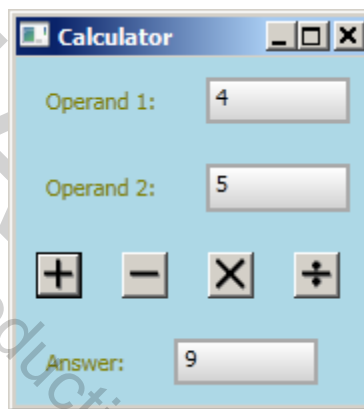 Calculator
Operand 1: 4
Operand 2: 5
+ − × ÷
Answer: 9